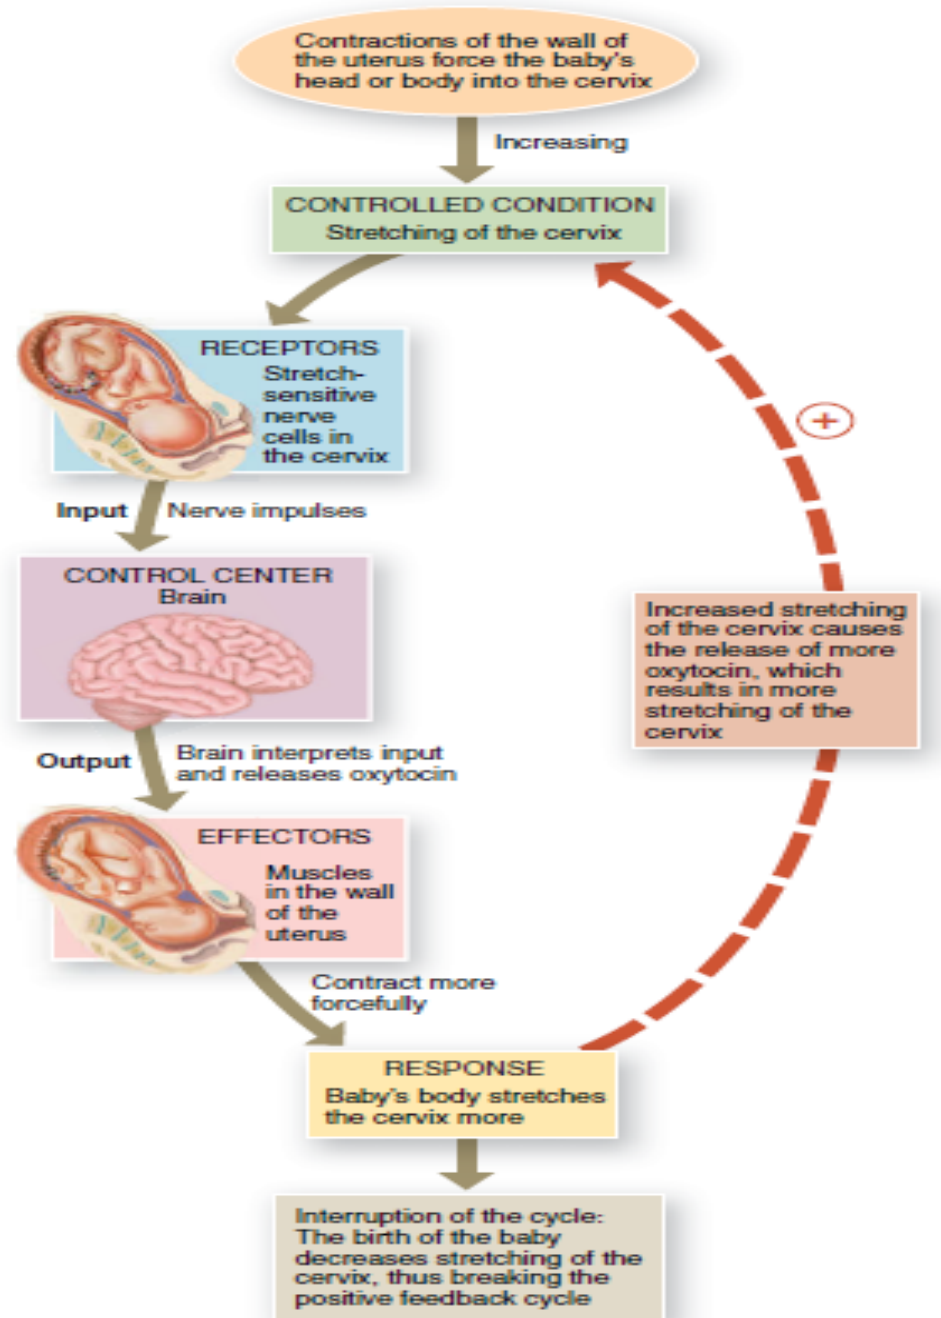 Contractions of the wall of
the uterus force the baby's
head or body into the cervix
Increasing
CONTROLLED CONDITION
Stretching of the cervix
RECEPTORS
Stretch-
sensitive
nerve
cells in
the cervix
Input
Nerve impulses
CONTROL CENTER
Brain
Output
Brain interprets input
and releases oxytocin
EFFECTORS
Muscles
in the wall
of the
uterus
Contract more
forcefully
RESPONSE
Baby's body stretches
the cervix more
+
Increased stretching
of the cervix causes
the release of more
oxytocin, which
results in more
stretching of the
cervix
Interruption of the cycle:
The birth of the baby
decreases stretching of the
cervix, thus breaking the
positive feedback cycle